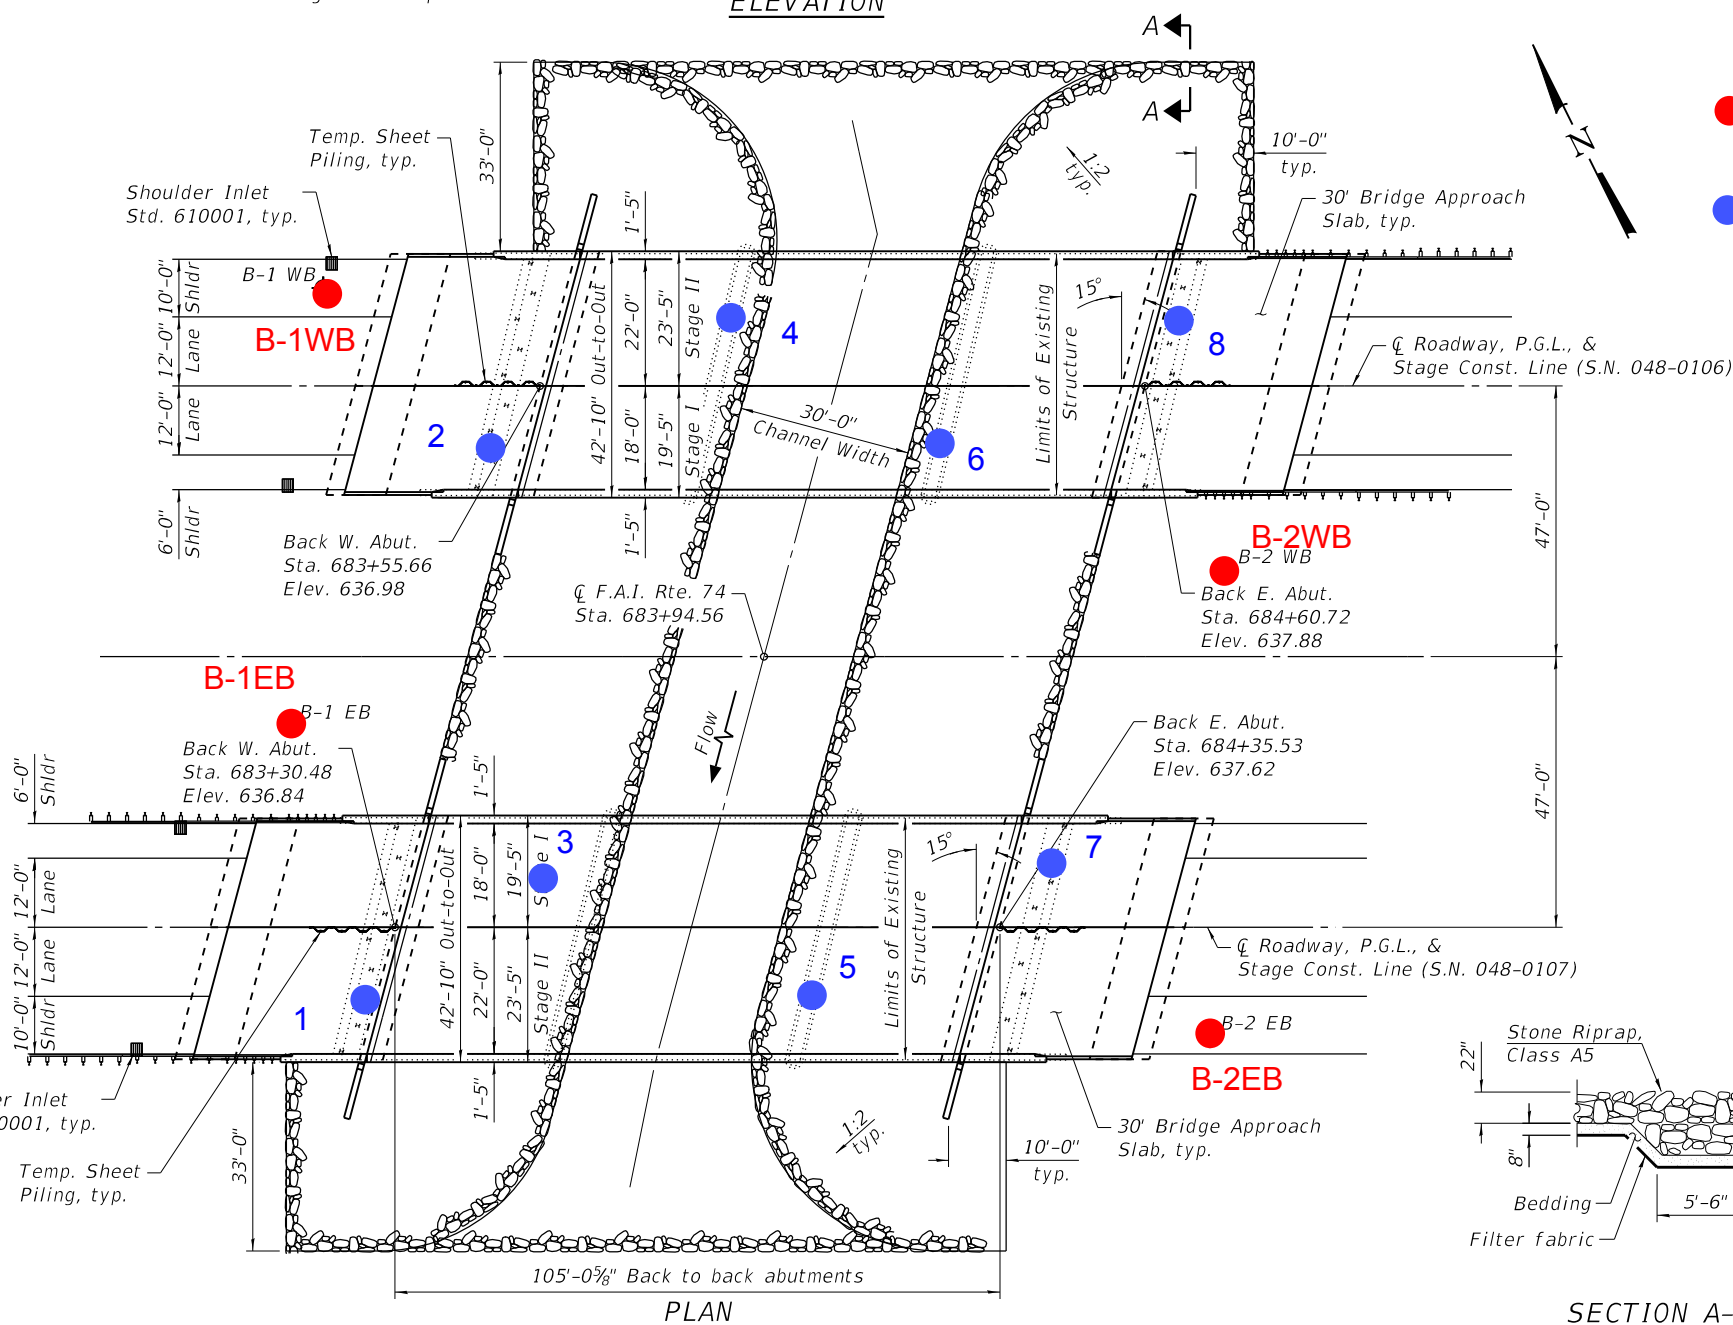 ELEVATION
A
A
Temp. Sheet
Piling, typ.
33'-0"
1:2
typ.
10'-0"
typ.
N
Shoulder Inlet
Std. 610001, typ.
1'-5"
30' Bridge Approach
Slab, typ.
B-1 WB
B-1WB
10'-0"
Shldr
12'-0"
Lane
12'-0"
Lane
6'-0"
Shldr
42'-10" Out-to-Out
22'-0"
18'-0"
23'-5"
19'-5"
Stage II
Stage I
4
15°
8
Limits of Existing
Structure
℄ Roadway, P.G.L., &
Stage Const. Line (S.N. 048-0106)
2
30'-0"
Channel Width
6
1'-5"
47'-0"
Back W. Abut.
Sta. 683+55.66
Elev. 636.98
B-2WB
B-2 WB
℄ F.A.I. Rte. 74
Sta. 683+94.56
Back E. Abut.
Sta. 684+60.72
Elev. 637.88
B-1EB
B-1 EB
Flow
Back W. Abut.
Sta. 683+30.48
Elev. 636.84
Back E. Abut.
Sta. 684+35.53
Elev. 637.62
47'-0"
6'-0"
Shldr
1'-5"
12'-0"
Lane
12'-0"
Lane
10'-0"
Shldr
42'-10" Out-to-Out
18'-0"
22'-0"
19'-5"
23'-5"
Stage II
3
15°
7
Limits of Existing
Structure
5
℄ Roadway, P.G.L., &
Stage Const. Line (S.N. 048-0107)
1
B-2 EB
B-2EB
Stone Riprap,
Class A5
22"
8"
er Inlet
0001, typ.
1'-5"
33'-0"
1:2
typ.
10'-0"
typ.
30' Bridge Approach
Slab, typ.
Temp. Sheet
Piling, typ.
Bedding
5'-6"
Filter fabric
105'-0⅝" Back to back abutments
PLAN
SECTION A-